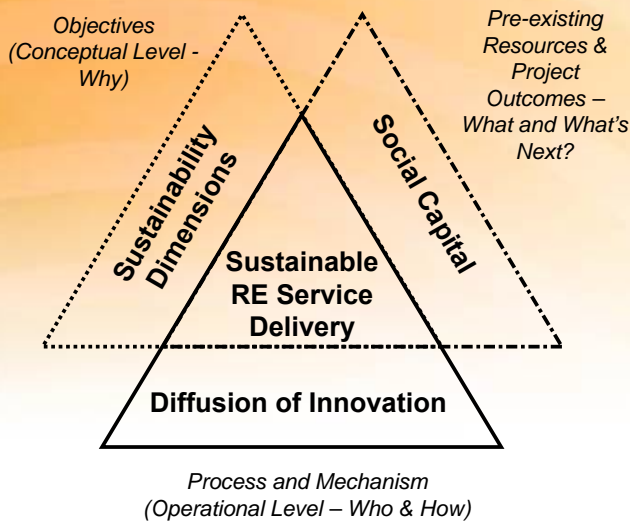 Objectives
(Conceptual Level -
Why)
Pre-existing
Resources &
Project
Outcomes –
What and What's
Next?
Sustainability
Dimensions
Social Capital
Sustainable
RE Service
Delivery
Diffusion of Innovation
Process and Mechanism
(Operational Level – Who & How)